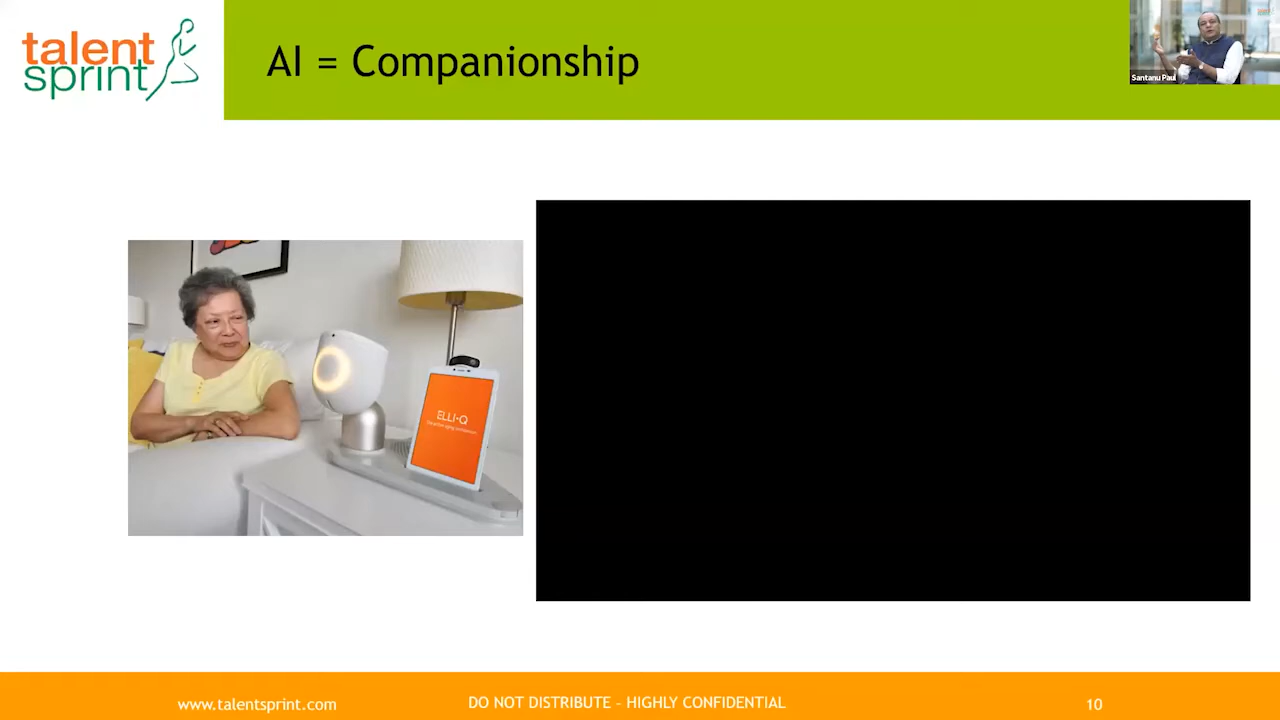 talent
sprint
AI = Companionship
Santanu Paul
ELLI•Q
www.talentsprint.com
DO NOT DISTRIBUTE - HIGHLY CONFIDENTIAL
10